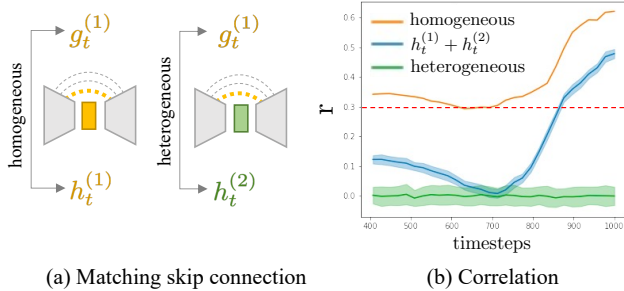 homogeneous
g_t^{(1)}
h_t^{(1)}
heterogeneous
g_t^{(1)}
h_t^{(2)}
(a) Matching skip connection
r
0.6
0.5
0.4
0.3
0.2
0.1
0.0
homogeneous
h_t^{(1)} + h_t^{(2)}
heterogeneous
400 500 600 700 800 900 1000
timesteps
(b) Correlation